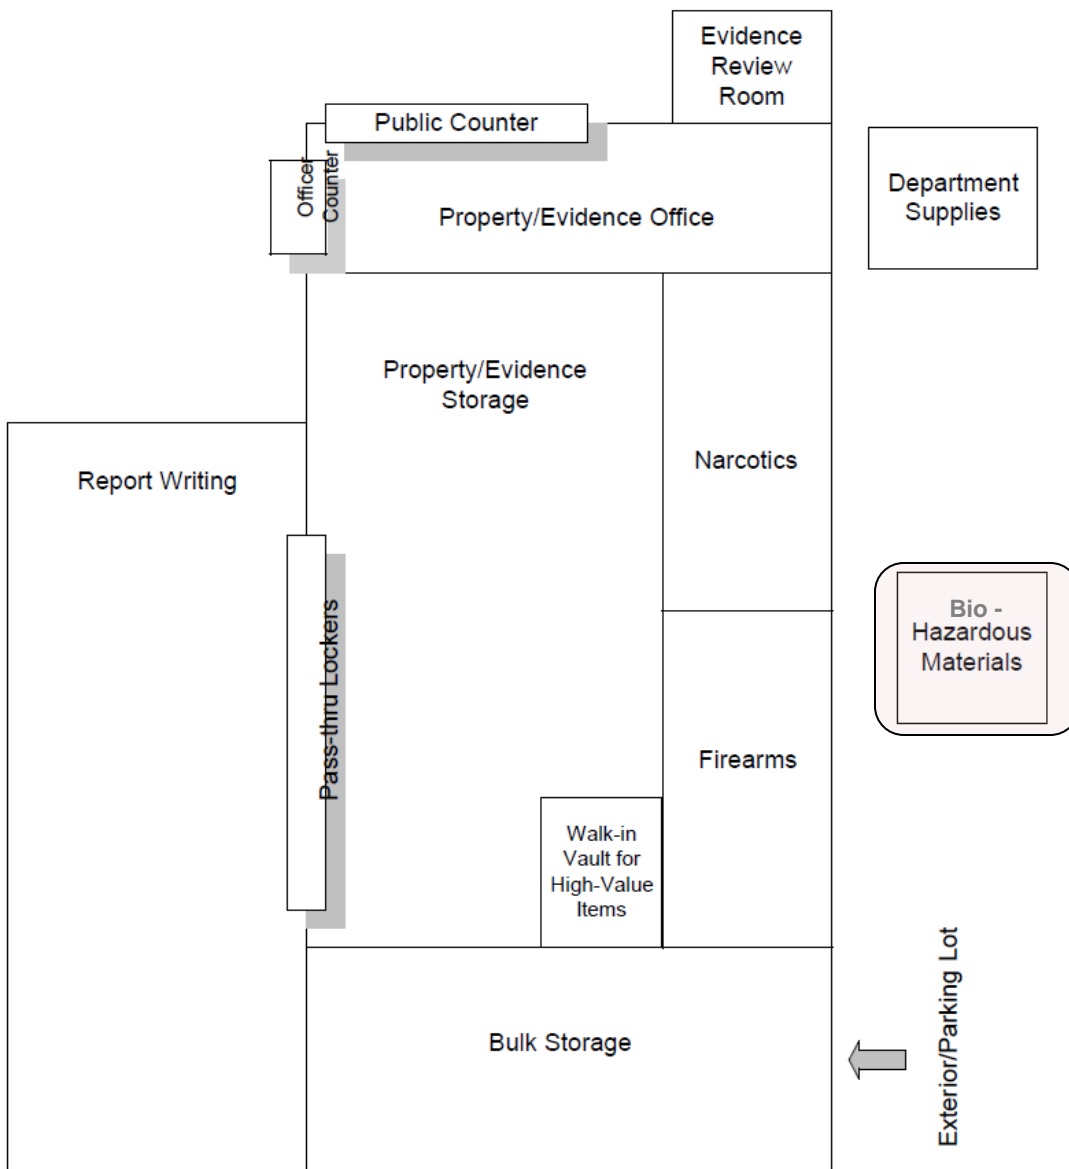 Evidence
Review
Room
Public Counter
Officer
Counter
Property/Evidence Office
Department
Supplies
Property/Evidence
Storage
Report Writing
Narcotics
Pass-thru Lockers
Bio -
Hazardous
Materials
Firearms
Walk-in
Vault for
High-Value
Items
Bulk Storage
Exterior/Parking Lot